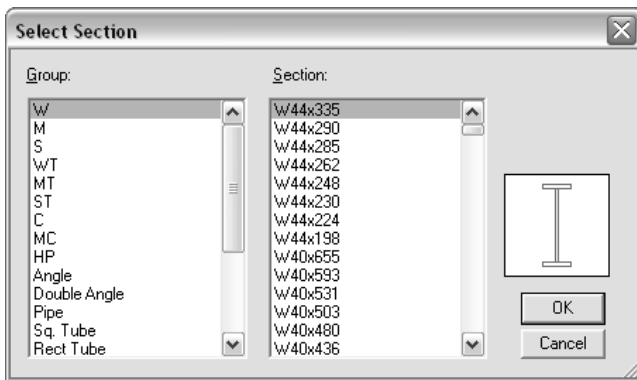 Select Section
Group:
W
M
S
WT
MT
ST
C
MC
HP
Angle
Double Angle
Pipe
Sq. Tube
Rect Tube
Section:
W44x335
W44x290
W44x285
W44x262
W44x248
W44x230
W44x224
W44x198
W40x655
W40x593
W40x531
W40x503
W40x480
W40x436
OK
Cancel